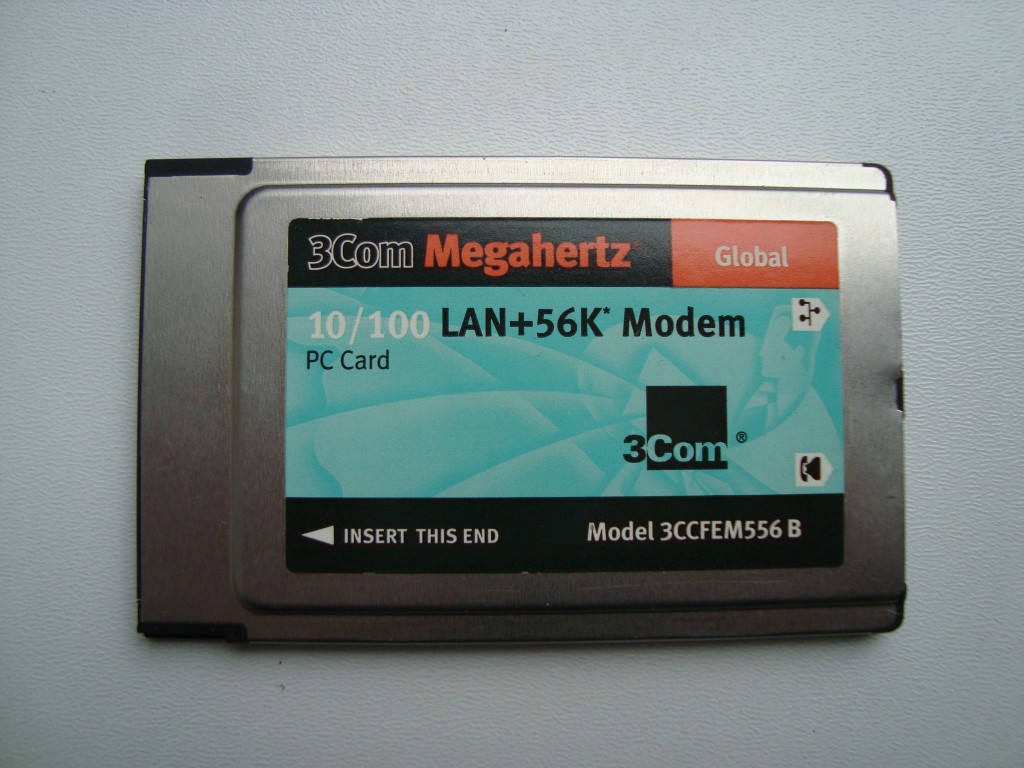 3Com Megahertz Global
10/100 LAN+56K* Modem
PC Card
3Com ®
INSERT THIS END Model 3CCFEM556 B